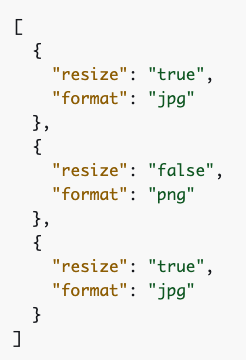 [
  {
    "resize": "true",
    "format": "jpg"
  },
  {
    "resize": "false",
    "format": "png"
  },
  {
    "resize": "true",
    "format": "jpg"
  }
]